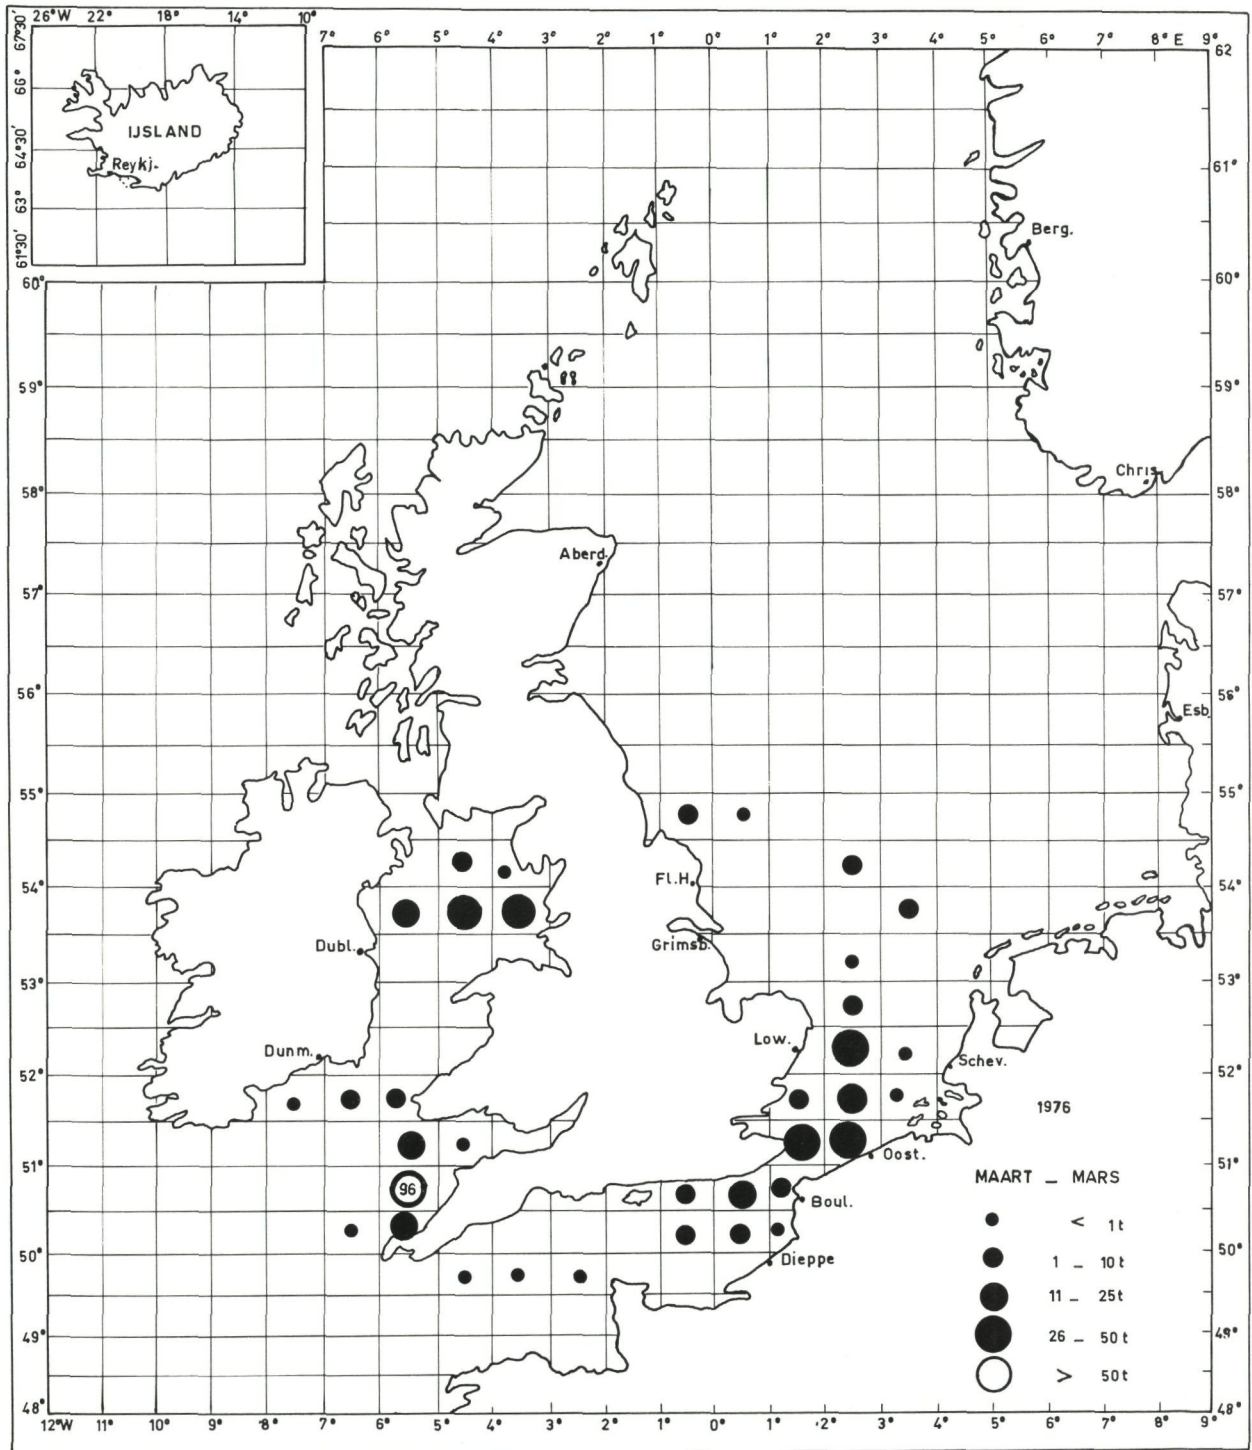 26°W 22° 18° 14° 10°
67°30' 66° 64°30' 63° 61°30'
IJSLAND
Reykj.
7° 6° 5° 4° 3° 2° 1° 0° 1° 2° 3° 4° 5° 6° 7° 8° E 9°
62
61°
Berg.
60° 60°
59° 59°
Chris
58° 58°
Aberd.
57° 57°
56° 56°
Esb
55° 55°
54° Fl.H. 54°
Dubl. Grimsb.
53° 53°
Dunm. Low. Schev.
52° 52°
1976
51° Oost. 51°
96
MAART _ MARS
Boul.
< 1t
50° Dieppe 50°
1 _ 10t
11 _ 25t
49° 26 _ 50t 49°
> 50t
48° 48°
12°W 11° 10° 9° 8° 7° 6° 5° 4° 3° 2° 1° 0° 1° 2° 3° 4° 5° 6° 7° 8° 9°